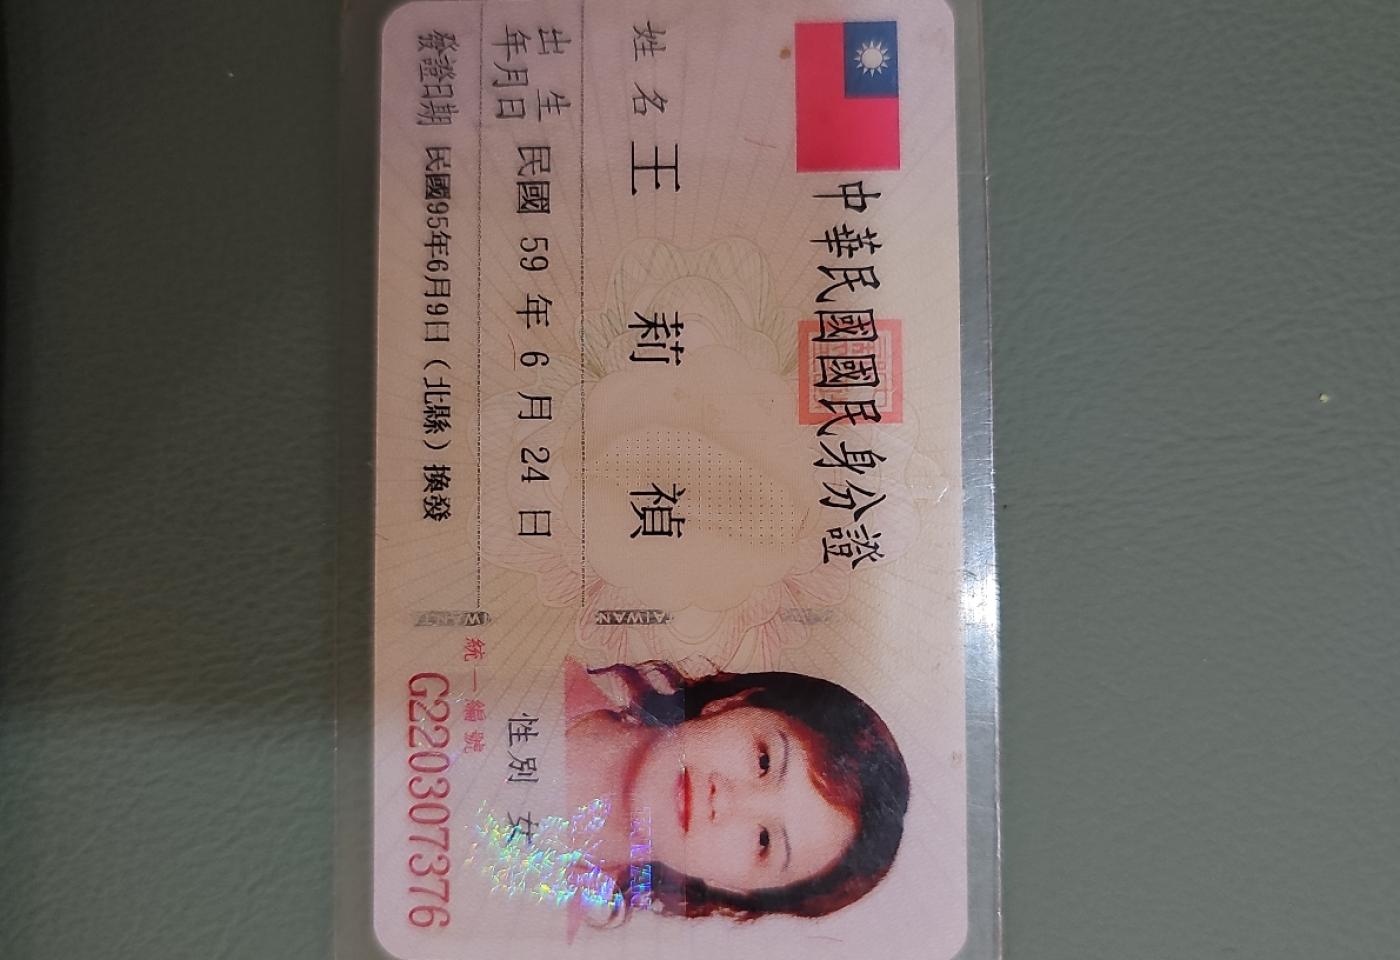 中華民國國民身分證
姓名 王莉禎
出生年月日 民國 59 年 6 月 24 日
性別 女
發證日期 民國95年6月9日（北縣）換發
統一編號
G220307376
TAIWAN